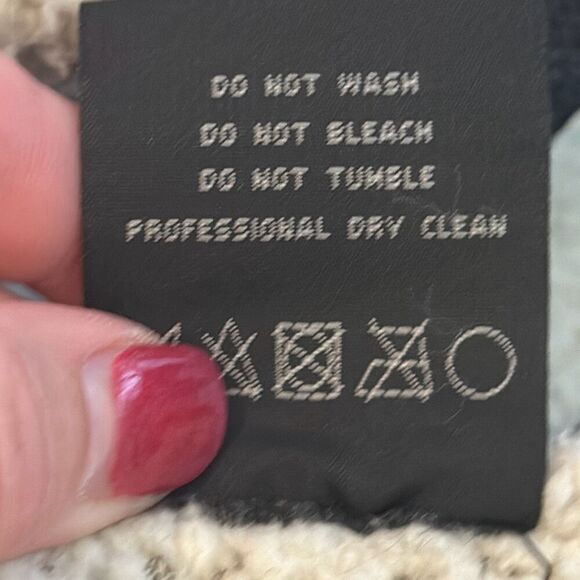 DO NOT WASH
DO NOT BLEACH
DO NOT TUMBLE
PROFESSIONAL DRY CLEAN